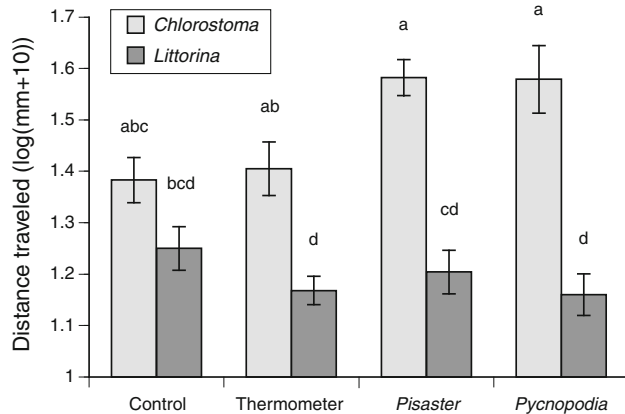 1.7
1.6
1.5
1.4
1.3
1.2
1.1
1
Distance traveled (log(mm+10))
Chlorostoma
Littorina
abc
bcd
ab
d
a
cd
a
d
Control
Thermometer
Pisaster
Pycnopodia